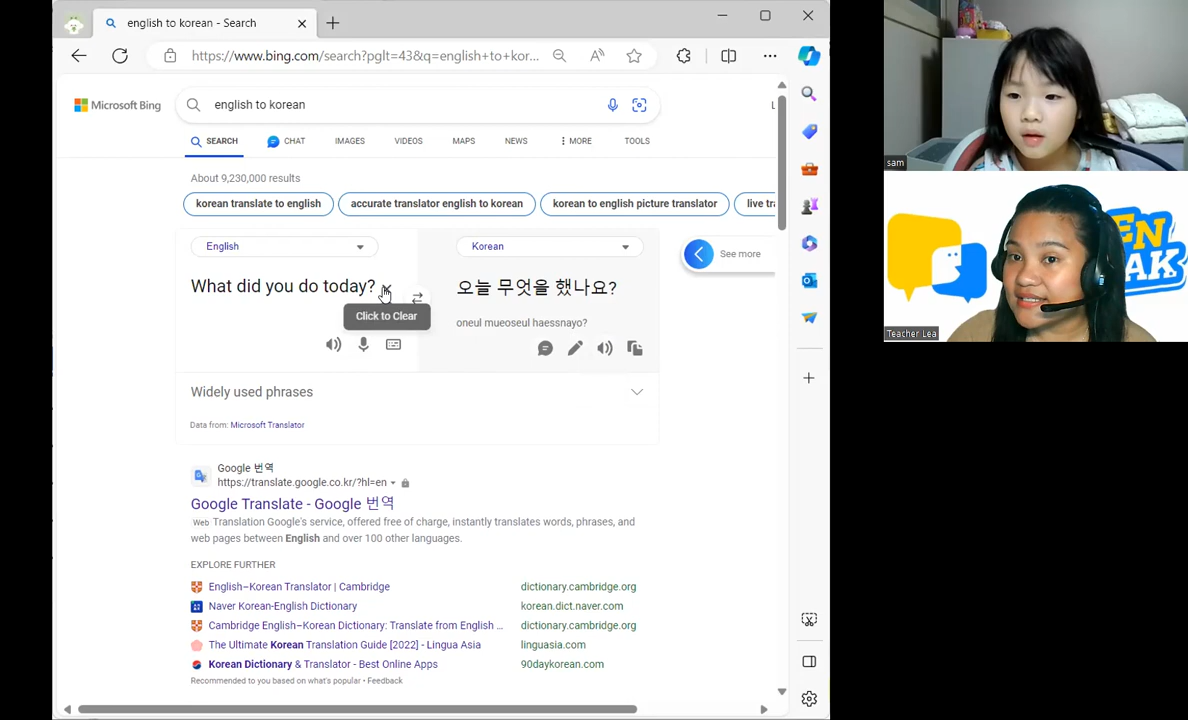 english to korean - Search
https://www.bing.com/search?pglt=43&q=english+to+kor...
Microsoft Bing
english to korean
SEARCH
CHAT
IMAGES
VIDEOS
MAPS
NEWS
MORE
TOOLS
About 9,230,000 results
korean translate to english
accurate translator english to korean
korean to english picture translator
live tra
English
Korean
See more
What did you do today?
오늘 무엇을 했나요?
Click to Clear
oneul mueoseul haessnayo?
Widely used phrases
Data from: Microsoft Translator
Google 번역
https://translate.google.co.kr/?hl=en
Google Translate - Google 번역
Web Translation Google's service, offered free of charge, instantly translates words, phrases, and
web pages between English and over 100 other languages.
EXPLORE FURTHER
English–Korean Translator | Cambridge
dictionary.cambridge.org
Naver Korean-English Dictionary
korean.dict.naver.com
Cambridge English–Korean Dictionary: Translate from English ...
dictionary.cambridge.org
The Ultimate Korean Translation Guide [2022] - Lingua Asia
linguasia.com
Korean Dictionary & Translator - Best Online Apps
90daykorean.com
Recommended to you based on what's popular • Feedback
sam
Teacher Lea